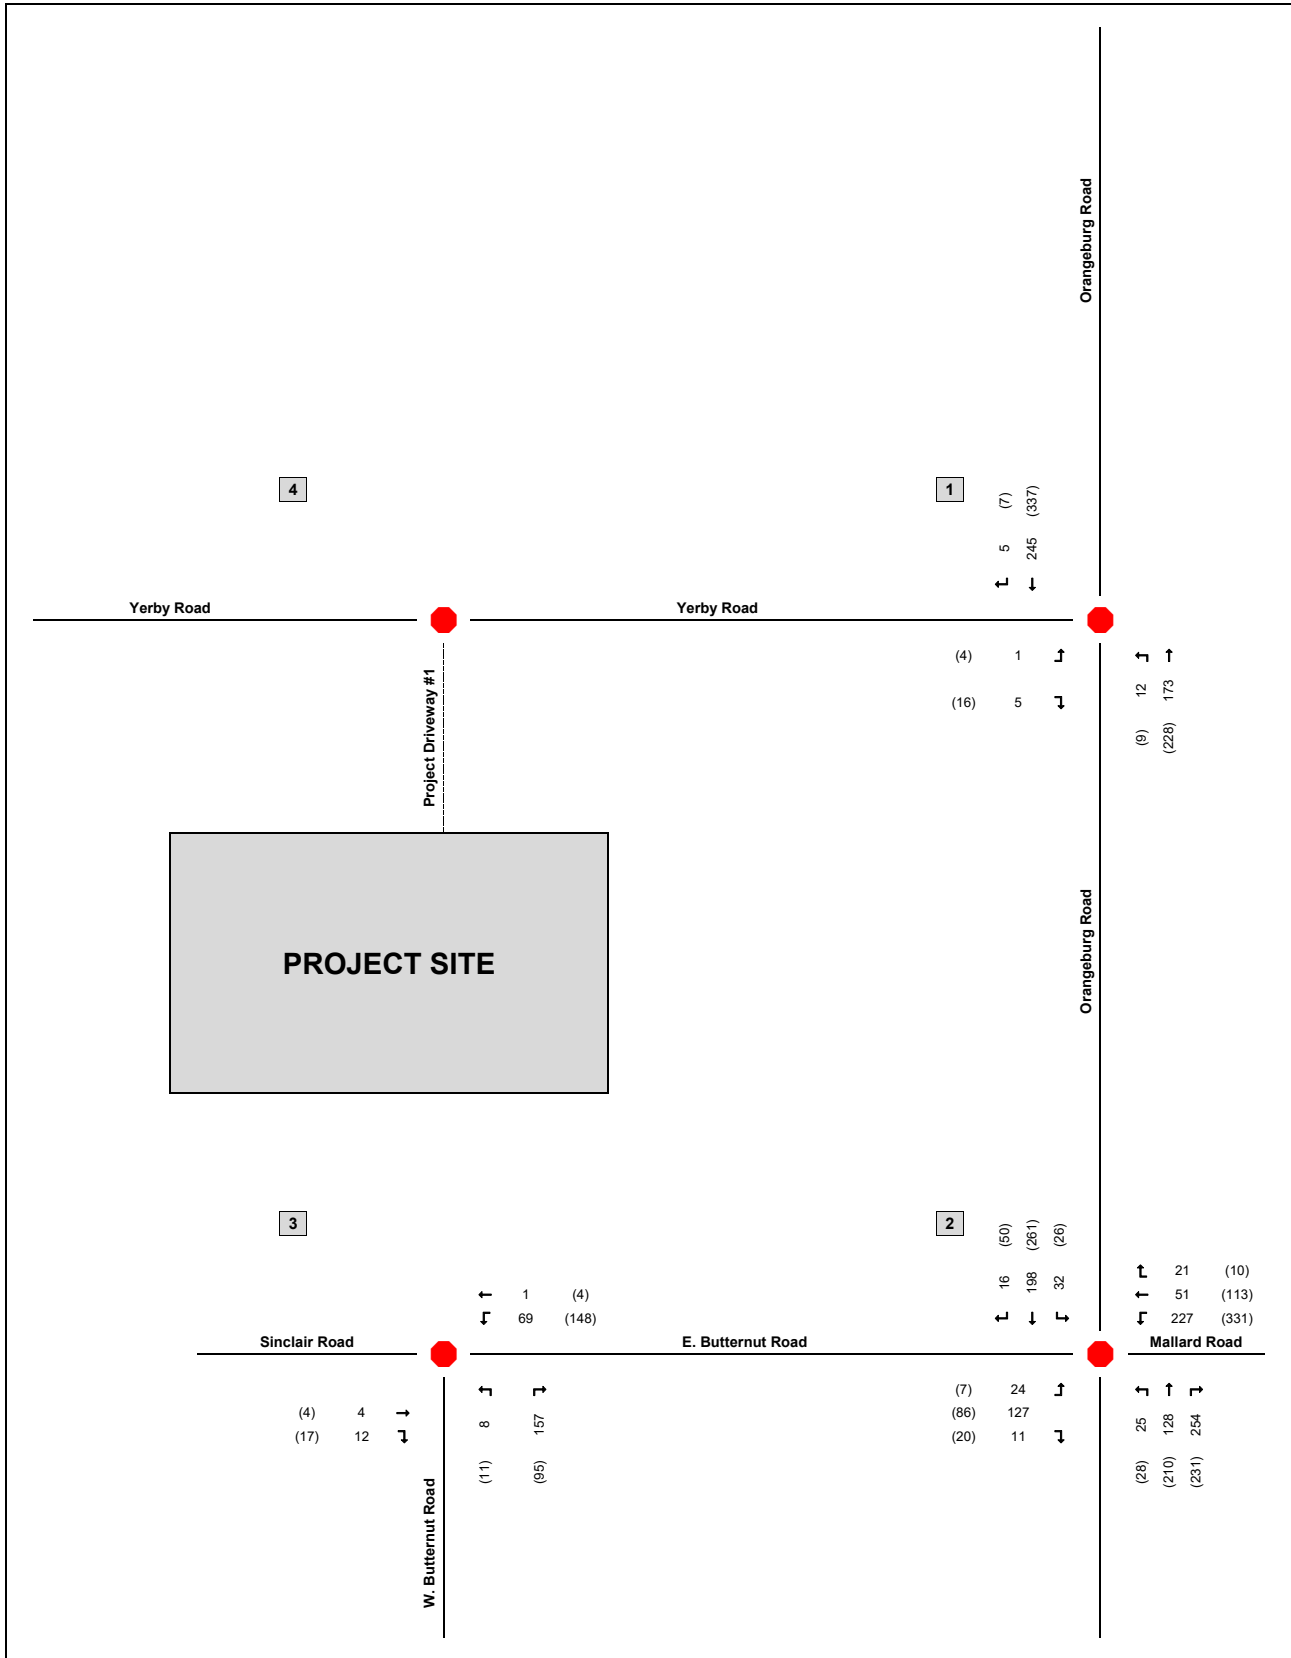 Orangeburg Road
4
1
(7) (337)
5 245
Yerby Road
Yerby Road
(4) 1
(16) 5
12 173
(9) (228)
Project Driveway #1
PROJECT SITE
Orangeburg Road
3
2
(50) (261) (26)
16 198 32
21 (10)
51 (113)
227 (331)
1 (4)
69 (148)
Sinclair Road
E. Butternut Road
Mallard Road
(4) 4
(17) 12
8 157
(11) (95)
W. Butternut Road
(7) 24
(86) 127
(20) 11
25 128 254
(28) (210) (231)